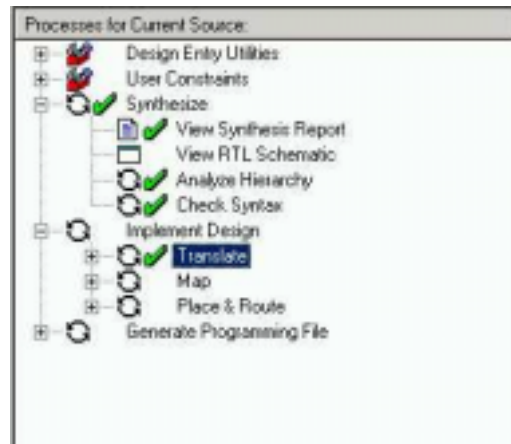 Processes for Current Source:
Design Entry Utilities
User Constraints
Synthesize
View Synthesis Report
View RTL Schematic
Analyze Hierarchy
Check Syntax
Implement Design
Translate
Map
Place & Route
Generate Programming File